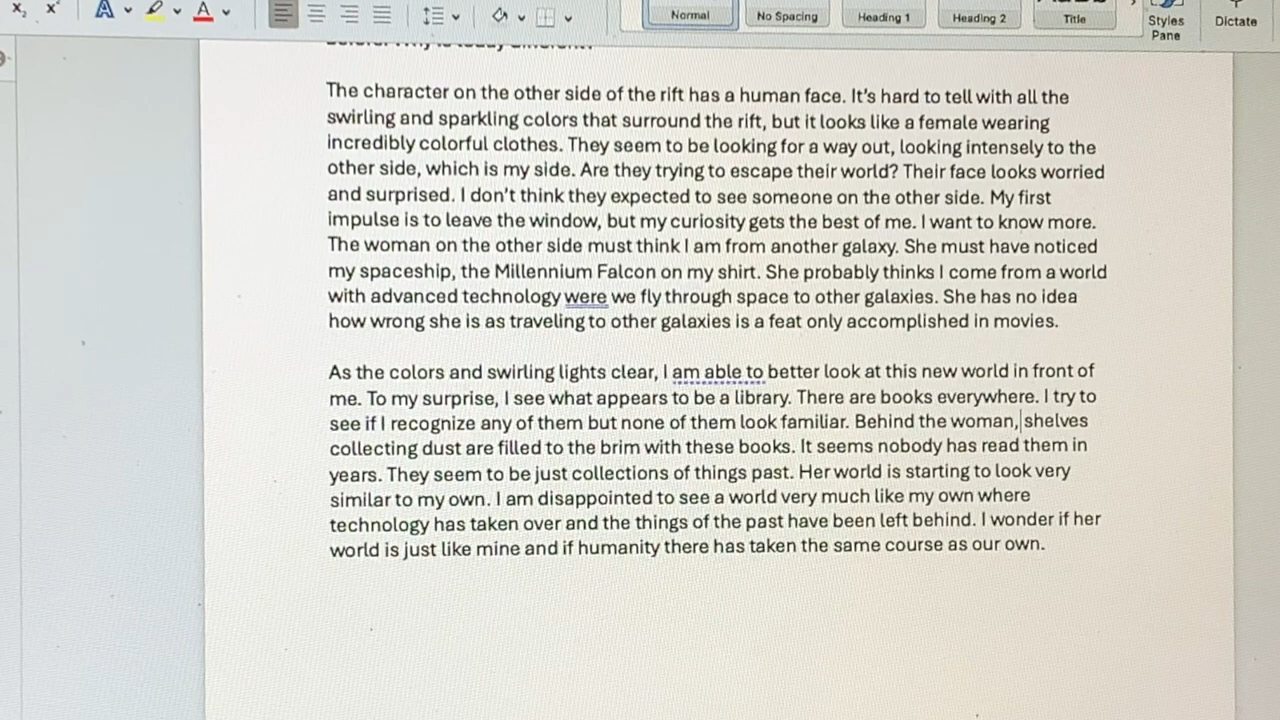 Normal
No Spacing
Heading 1
Heading 2
Title
Styles
Pane
Dictate
The character on the other side of the rift has a human face. It's hard to tell with all the
swirling and sparkling colors that surround the rift, but it looks like a female wearing
incredibly colorful clothes. They seem to be looking for a way out, looking intensely to the
other side, which is my side. Are they trying to escape their world? Their face looks worried
and surprised. I don't think they expected to see someone on the other side. My first
impulse is to leave the window, but my curiosity gets the best of me. I want to know more.
The woman on the other side must think I am from another galaxy. She must have noticed
my spaceship, the Millennium Falcon on my shirt. She probably thinks I come from a world
with advanced technology were we fly through space to other galaxies. She has no idea
how wrong she is as traveling to other galaxies is a feat only accomplished in movies.
As the colors and swirling lights clear, I am able to better look at this new world in front of
me. To my surprise, I see what appears to be a library. There are books everywhere. I try to
see if I recognize any of them but none of them look familiar. Behind the woman, shelves
collecting dust are filled to the brim with these books. It seems nobody has read them in
years. They seem to be just collections of things past. Her world is starting to look very
similar to my own. I am disappointed to see a world very much like my own where
technology has taken over and the things of the past have been left behind. I wonder if her
world is just like mine and if humanity there has taken the same course as our own.